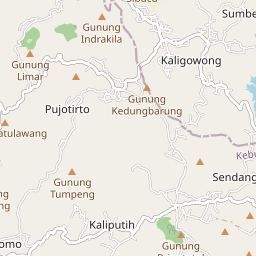 Sumbe
Gunung
Indrakila
Kaligowong
Gunung
Limar
Gunung
Kedungbarung
Pujotirto
atulawang
Kebu
Gunung
Tumpeng
Sendang
Kaliputih
omo
Gunung